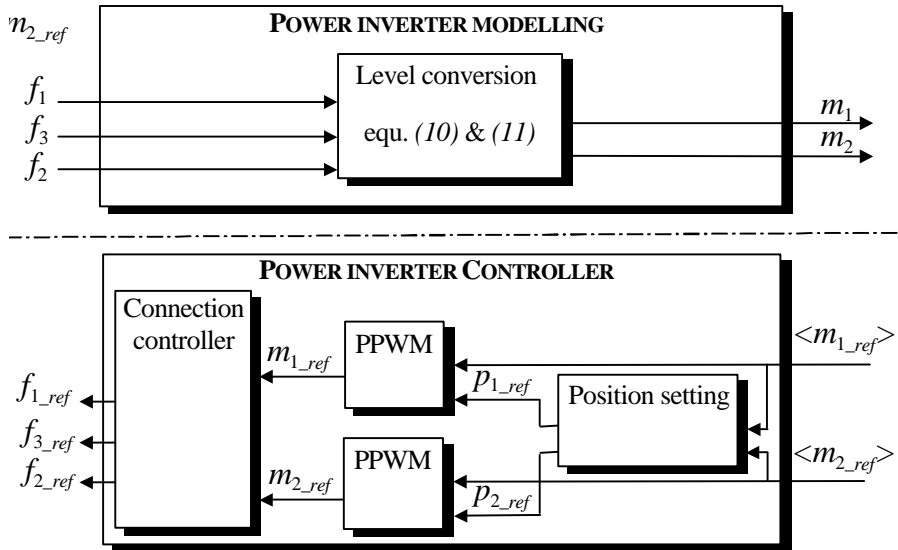 POWER INVERTER MODELLING
m2_ref
Level conversion
equ. (10) & (11)
f1
f3
f2
m1
m2
POWER INVERTER CONTROLLER
Connection
controller
PPWM
m1_ref
<m1_ref>
p1_ref
Position setting
f1_ref
f3_ref
f2_ref
PPWM
m2_ref
<m2_ref>
p2_ref